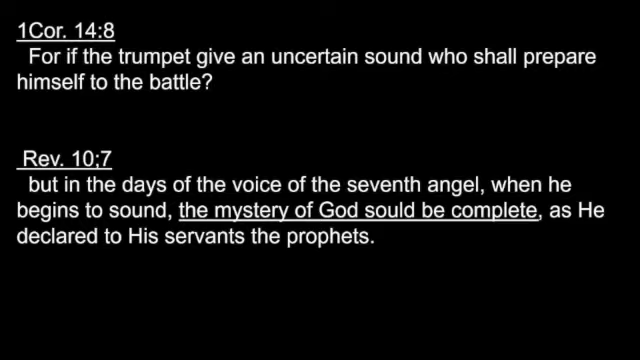 1Cor. 14:8
For if the trumpet give an uncertain sound who shall prepare
himself to the battle?
Rev. 10;7
but in the days of the voice of the seventh angel, when he
begins to sound, the mystery of God sould be complete, as He
declared to His servants the prophets.